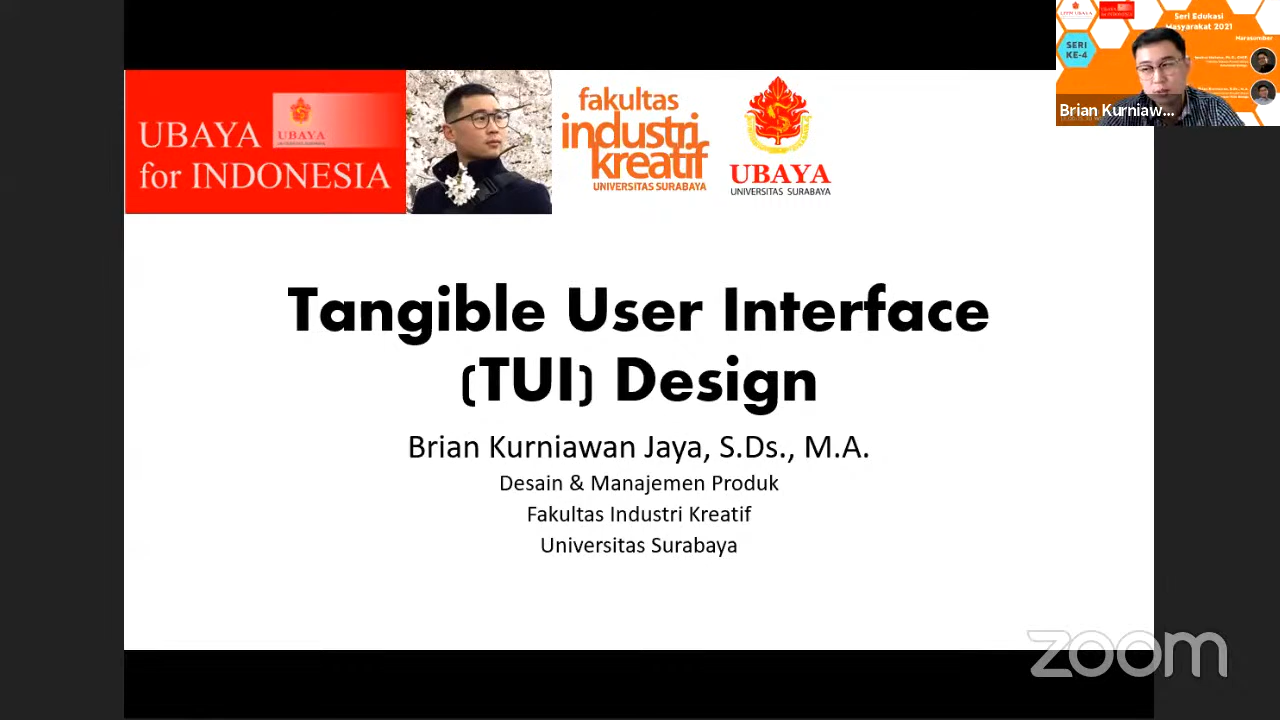 UBAYA
for INDONESIA
UBAYA
fakultas
industri
kreatif
UNIVERSITAS SURABAYA
UBAYA
UNIVERSITAS SURABAYA
Seri Edukasi
Masyarakat 2021
Narasumber
SERI
KE-4
Brian Kurniaw...
Tangible User Interface
(TUI) Design
Brian Kurniawan Jaya, S.Ds., M.A.
Desain & Manajemen Produk
Fakultas Industri Kreatif
Universitas Surabaya
zoom